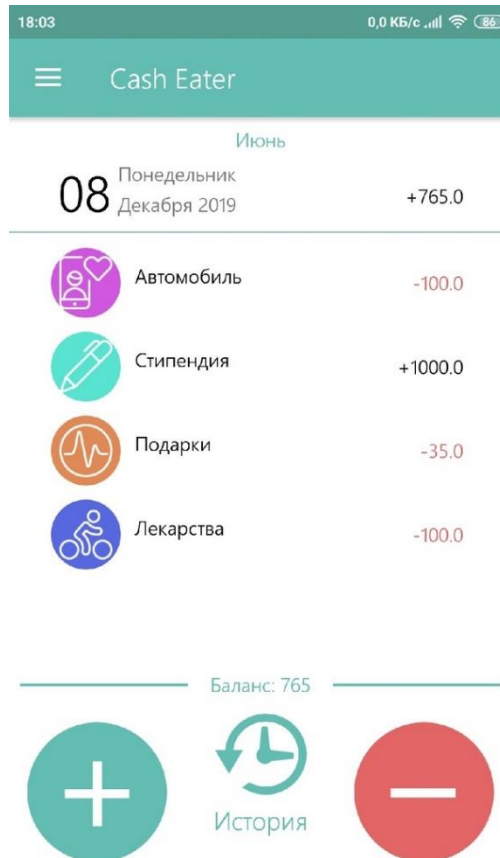 18:03 0,0 КБ/с 86
Cash Eater
Июнь
08 Понедельник
Декабря 2019 +765.0
Автомобиль -100.0
Стипендия +1000.0
Подарки -35.0
Лекарства -100.0
Баланс: 765
История